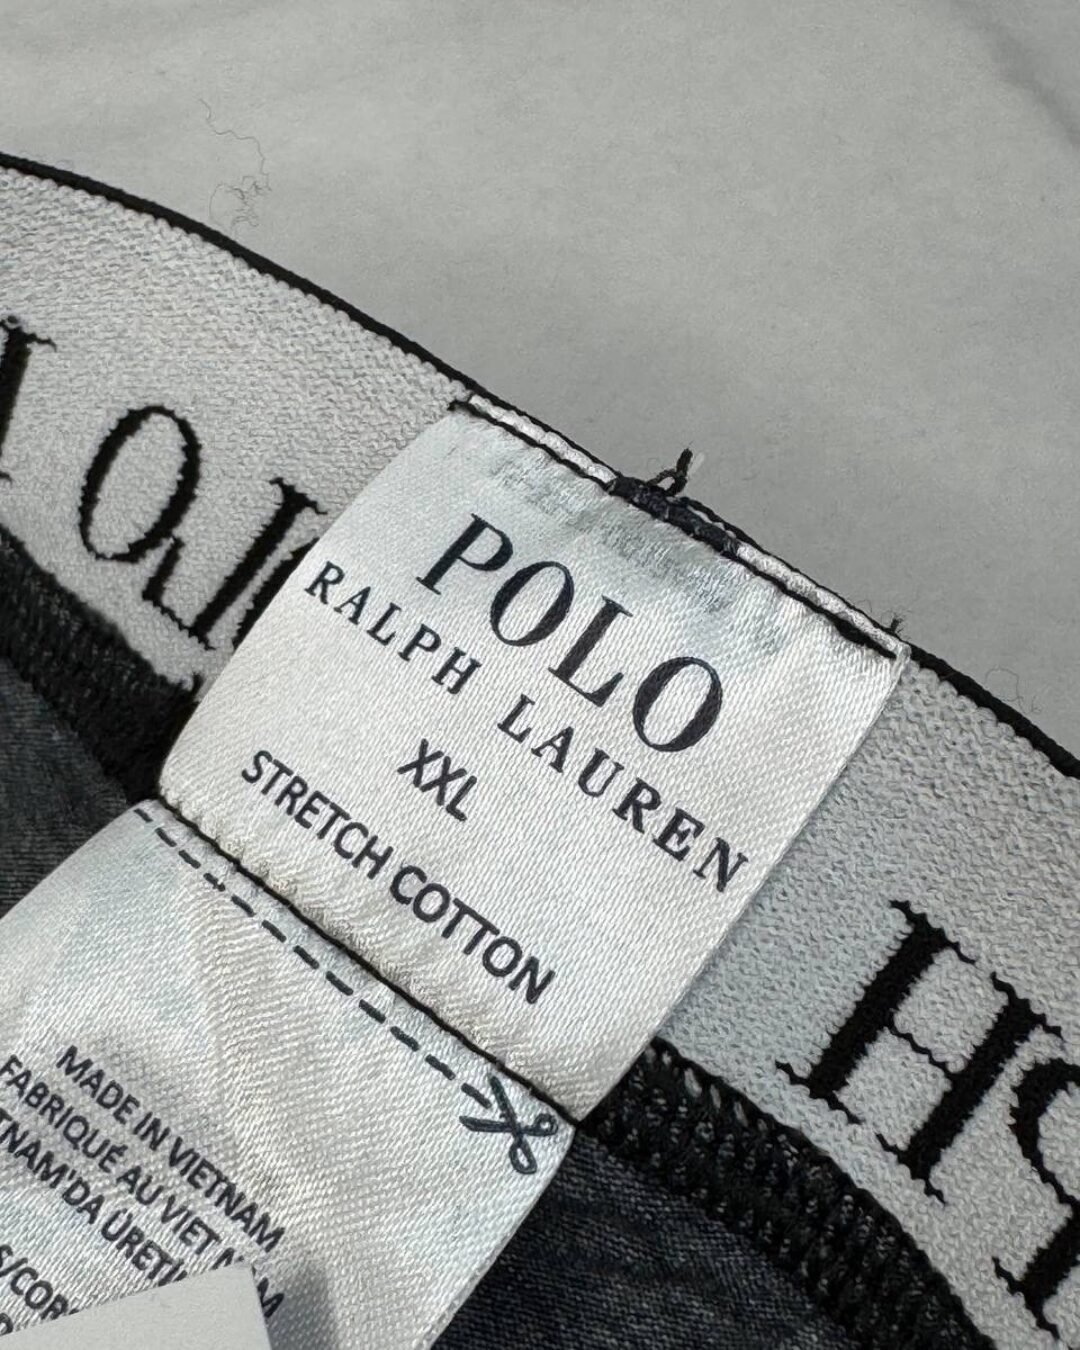 POLO
RALPH LAUREN
XXL
STRETCH COTTON
MADE IN VIETNAM
FABRIQUÉ AU VIET NAM